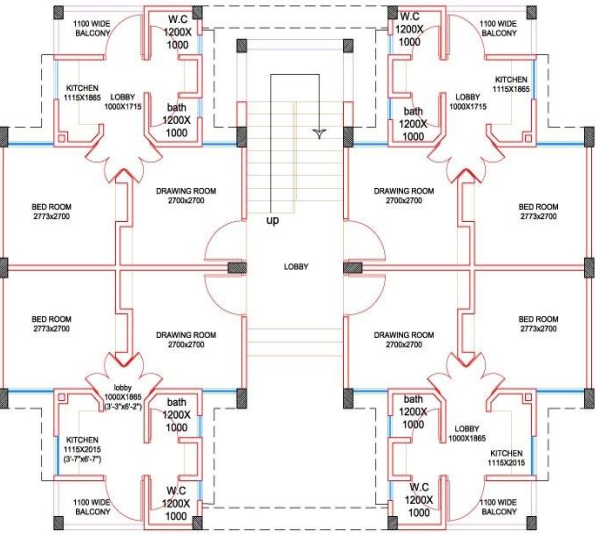 1100 WIDE
BALCONY
W.C
1200X
1000
KITCHEN
1115X1865
LOBBY
1000X1715
bath
1200X
1000
W.C
1200X
1000
1100 WIDE
BALCONY
KITCHEN
1115X1865
LOBBY
1000X1715
bath
1200X
1000
BED ROOM
2773x2700
DRAWING ROOM
2700x2700
up
LOBBY
DRAWING ROOM
2700x2700
BED ROOM
2773x2700
BED ROOM
2773x2700
DRAWING ROOM
2700x2700
DRAWING ROOM
2700x2700
BED ROOM
2773x2700
lobby
1000X1865
(3'-3"x6'-2")
bath
1200X
1000
KITCHEN
1115X2015
(3'-7"x6'-7")
W.C
1200X
1000
1100 WIDE
BALCONY
bath
1200X
1000
LOBBY
1000X1865
KITCHEN
1115X2015
W.C
1200X
1000
1100 WIDE
BALCONY